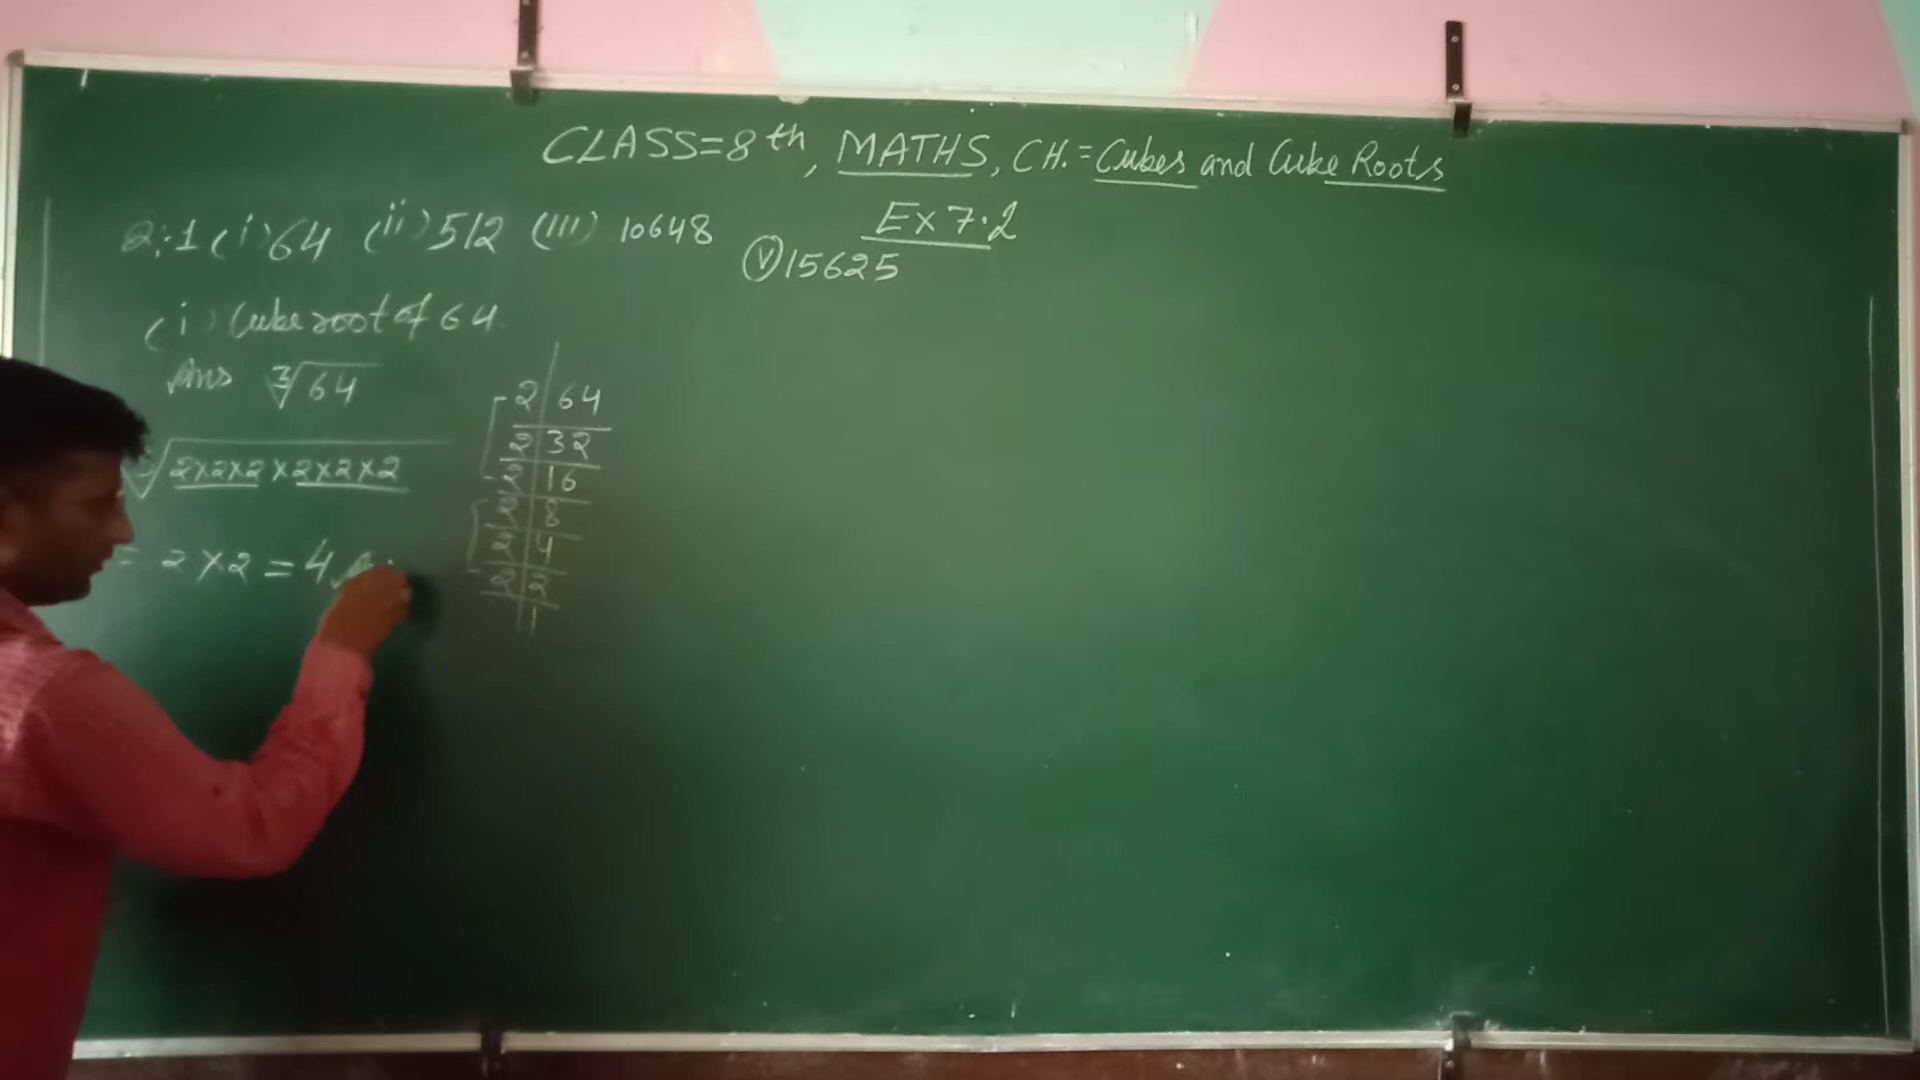 CLASS=8th, MATHS, CH.=Cubes and Cube Roots
Ex 7.2
Q.1 (i) 64 (ii) 512 (iii) 10648
(v) 15625
(i) Cube root of 64
Ans ∛64
2 | 64
2 | 32
2 | 16
2 | 8
2 | 4
2 | 2
1
√2×2×2×2×2×2
= 2×2 = 4